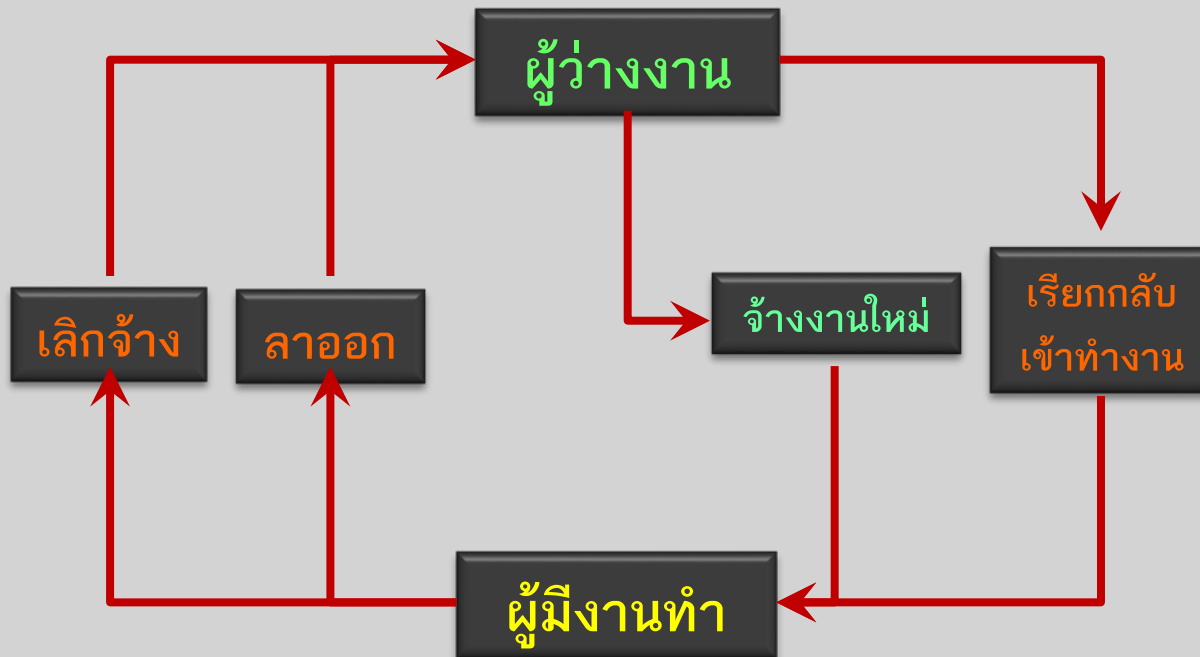 ผู้ว่างงาน
เลิกจ้าง
ลาออก
จ้างงานใหม่
เรียกกลับ
เข้าทำงาน
ผู้มีงานทำ